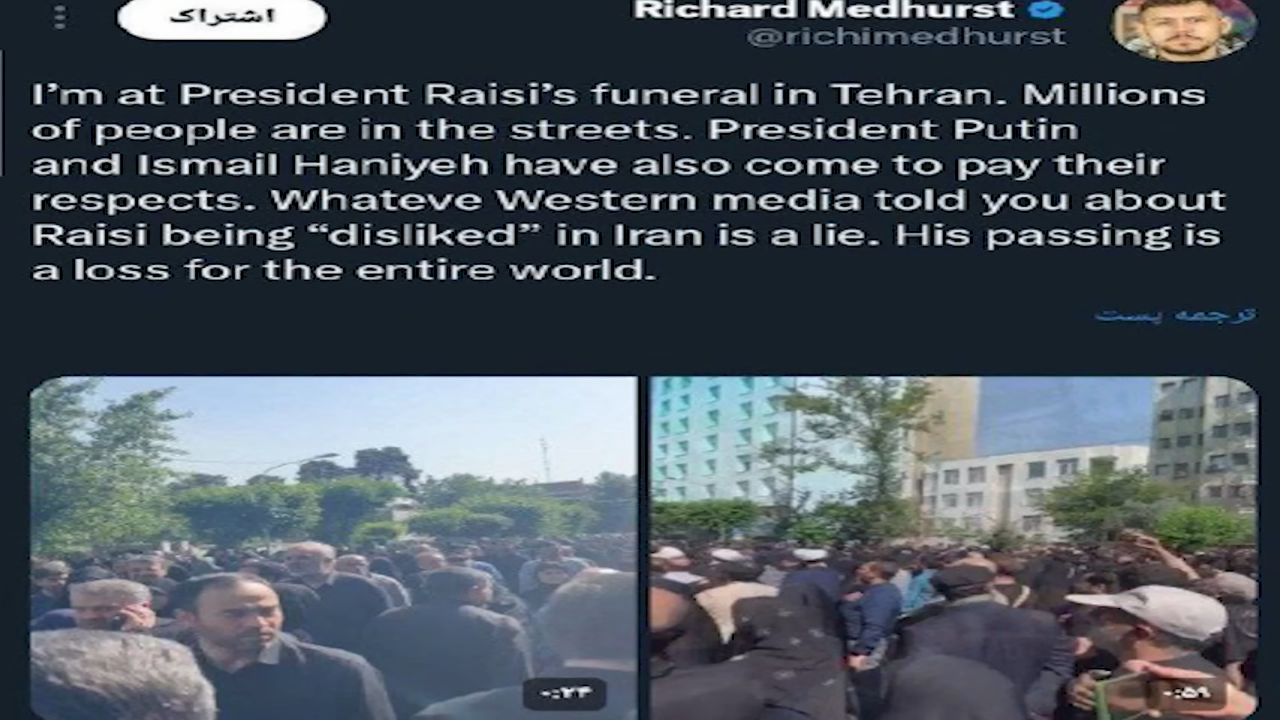 اشتراک
Richard Medhurst
@richimedhurst
I’m at President Raisi’s funeral in Tehran. Millions
of people are in the streets. President Putin
and Ismail Haniyeh have also come to pay their
respects. Whateve Western media told you about
Raisi being “disliked” in Iran is a lie. His passing is
a loss for the entire world.
ترجمه پست
۰:۲۴
۰:۵۹